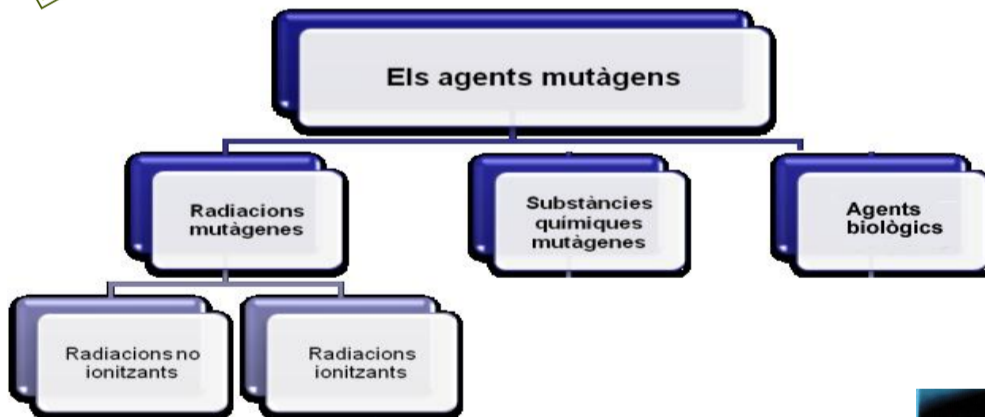 Els agents mutàgens
Radiacions
mutàgenes
Substàncies
químiques
mutàgenes
Agents
biològics
Radiacions no
ionitzants
Radiacions
ionitzants